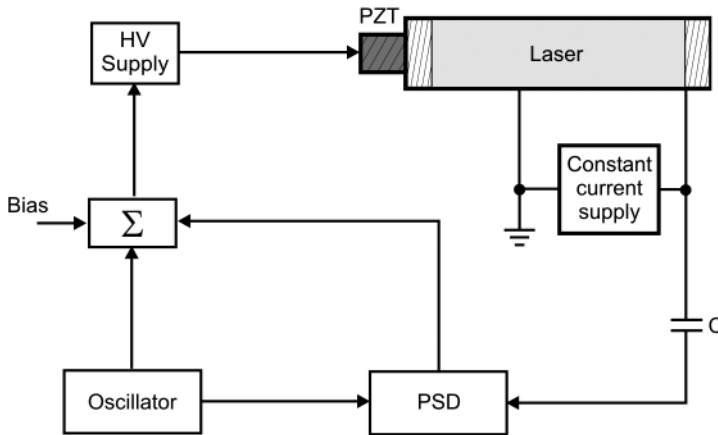 PZT
HV
Supply
Laser
Constant
current
supply
Bias
Σ
C
Oscillator
PSD